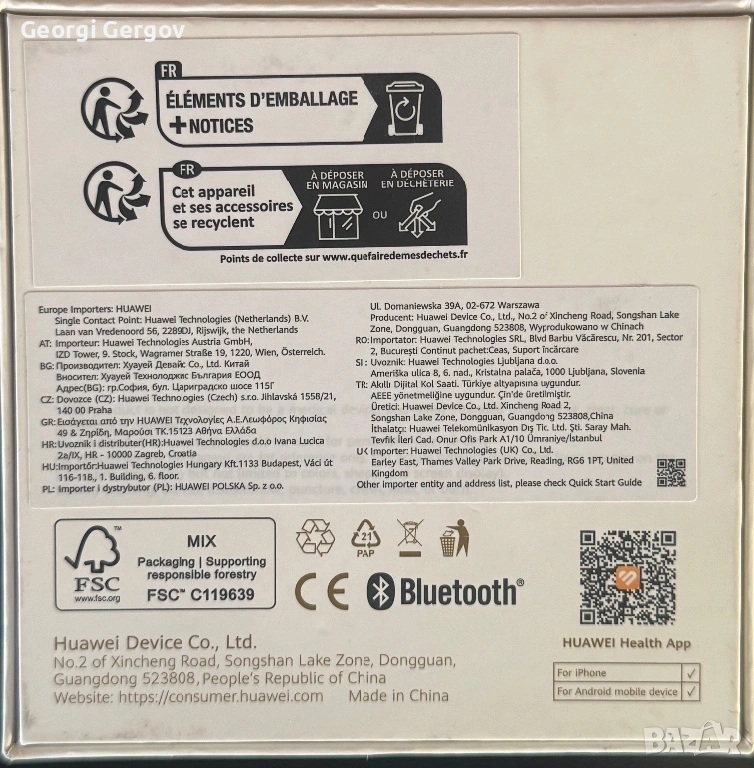 Georgi Gergov
FR
ÉLÉMENTS D'EMBALLAGE
+NOTICES
FR
Cet appareil
et ses accessoires
se recyclent
À DÉPOSER
EN MAGASIN
OU
À DÉPOSER
EN DÉCHÈTERIE
Points de collecte sur www.quefairedemesdechets.fr
Europe Importers: HUAWEI
Single Contact Point: Huawei Technologies (Netherlands) B.V.
Laan van Vredenoord 56, 2289DJ, Rijswijk, the Netherlands
AT: Importeur: Huawei Technologies Austria GmbH,
IZD Tower, 9. Stock, Wagramer Straße 19, 1220, Wien, Österreich.
BG: Производител: Хуауей Девайс Co., Ltd. Китай
Вносител: Хуауей Технолоджис България ЕООД
Адрес(BG): гр.София, бул. Цариградско шосе 115Г
CZ: Dovozce (CZ): Huawei Technologies (Czech) s.r.o. Jihlavská 1558/21,
140 00 Praha
GR: Εισάγεται από την HUAWEI Τεχνολογίες Α.Ε.Λεωφόρος Κηφισίας
49 & Ζηρίδη, Μαρούσι ΤΚ.15123 Αθήνα Ελλάδα
HR:Uvoznik i distributer(HR):Huawei Technologies d.o.o Ivana Lucica
2a/IX, HR - 10000 Zagreb, Croatia
HU:Importőr:Huawei Technologies Hungary Kft.1133 Budapest, Váci út
116-118., 1. Building, 6. floor.
PL: Importer i dystrybutor (PL): HUAWEI POLSKA Sp. z o.o.
Ul. Domaniewska 39A, 02-672 Warszawa
Producent: Huawei Device Co., Ltd., No.2 of Xincheng Road, Songshan Lake
Zone, Dongguan, Guangdong 523808, Wyprodukowano w Chinach
RO:Importator: Huawei Technologies SRL, Blvd Barbu Văcărescu, Nr. 201, Sector
2, București Continut pachet:Ceas, Suport încărcare
SI: Uvoznik: Huawei Technologies Ljubljana d.o.o.
Ameriška ulica 8, 6. nad., Kristalna palača, 1000 Ljubljana, Slovenia
TR: Akıllı Dijital Kol Saati. Türkiye altyapısına uygundur.
AEEE yönetmeliğine uygundur. Çin'de üretilmiştir.
Üretici: Huawei Device Co., Ltd. Xincheng Road 2,
Songshan Lake Zone, Dongguan, Guangdong 523808,China
İthalatçı: Huawei Telekomünikasyon Dış Tic. Ltd. Şti. Saray Mah.
Tevfik İleri Cad. Onur Ofis Park A1/10 Ümraniye/İstanbul
UK Importer: Huawei Technologies (UK) Co., Ltd.
Earley East, Thames Valley Park Drive, Reading, RG6 1PT, United
Kingdom
Other importer entity and address list, please check Quick Start Guide
FSC
www.fsc.org
MIX
Packaging | Supporting
responsible forestry
FSC™ C119639
21
PAP
CE
Bluetooth®
HUAWEI Health App
For iPhone ✓
For Android mobile device ✓
Huawei Device Co., Ltd.
No.2 of Xincheng Road, Songshan Lake Zone, Dongguan,
Guangdong 523808, People's Republic of China
Website: https://consumer.huawei.com Made in China
BAZAR